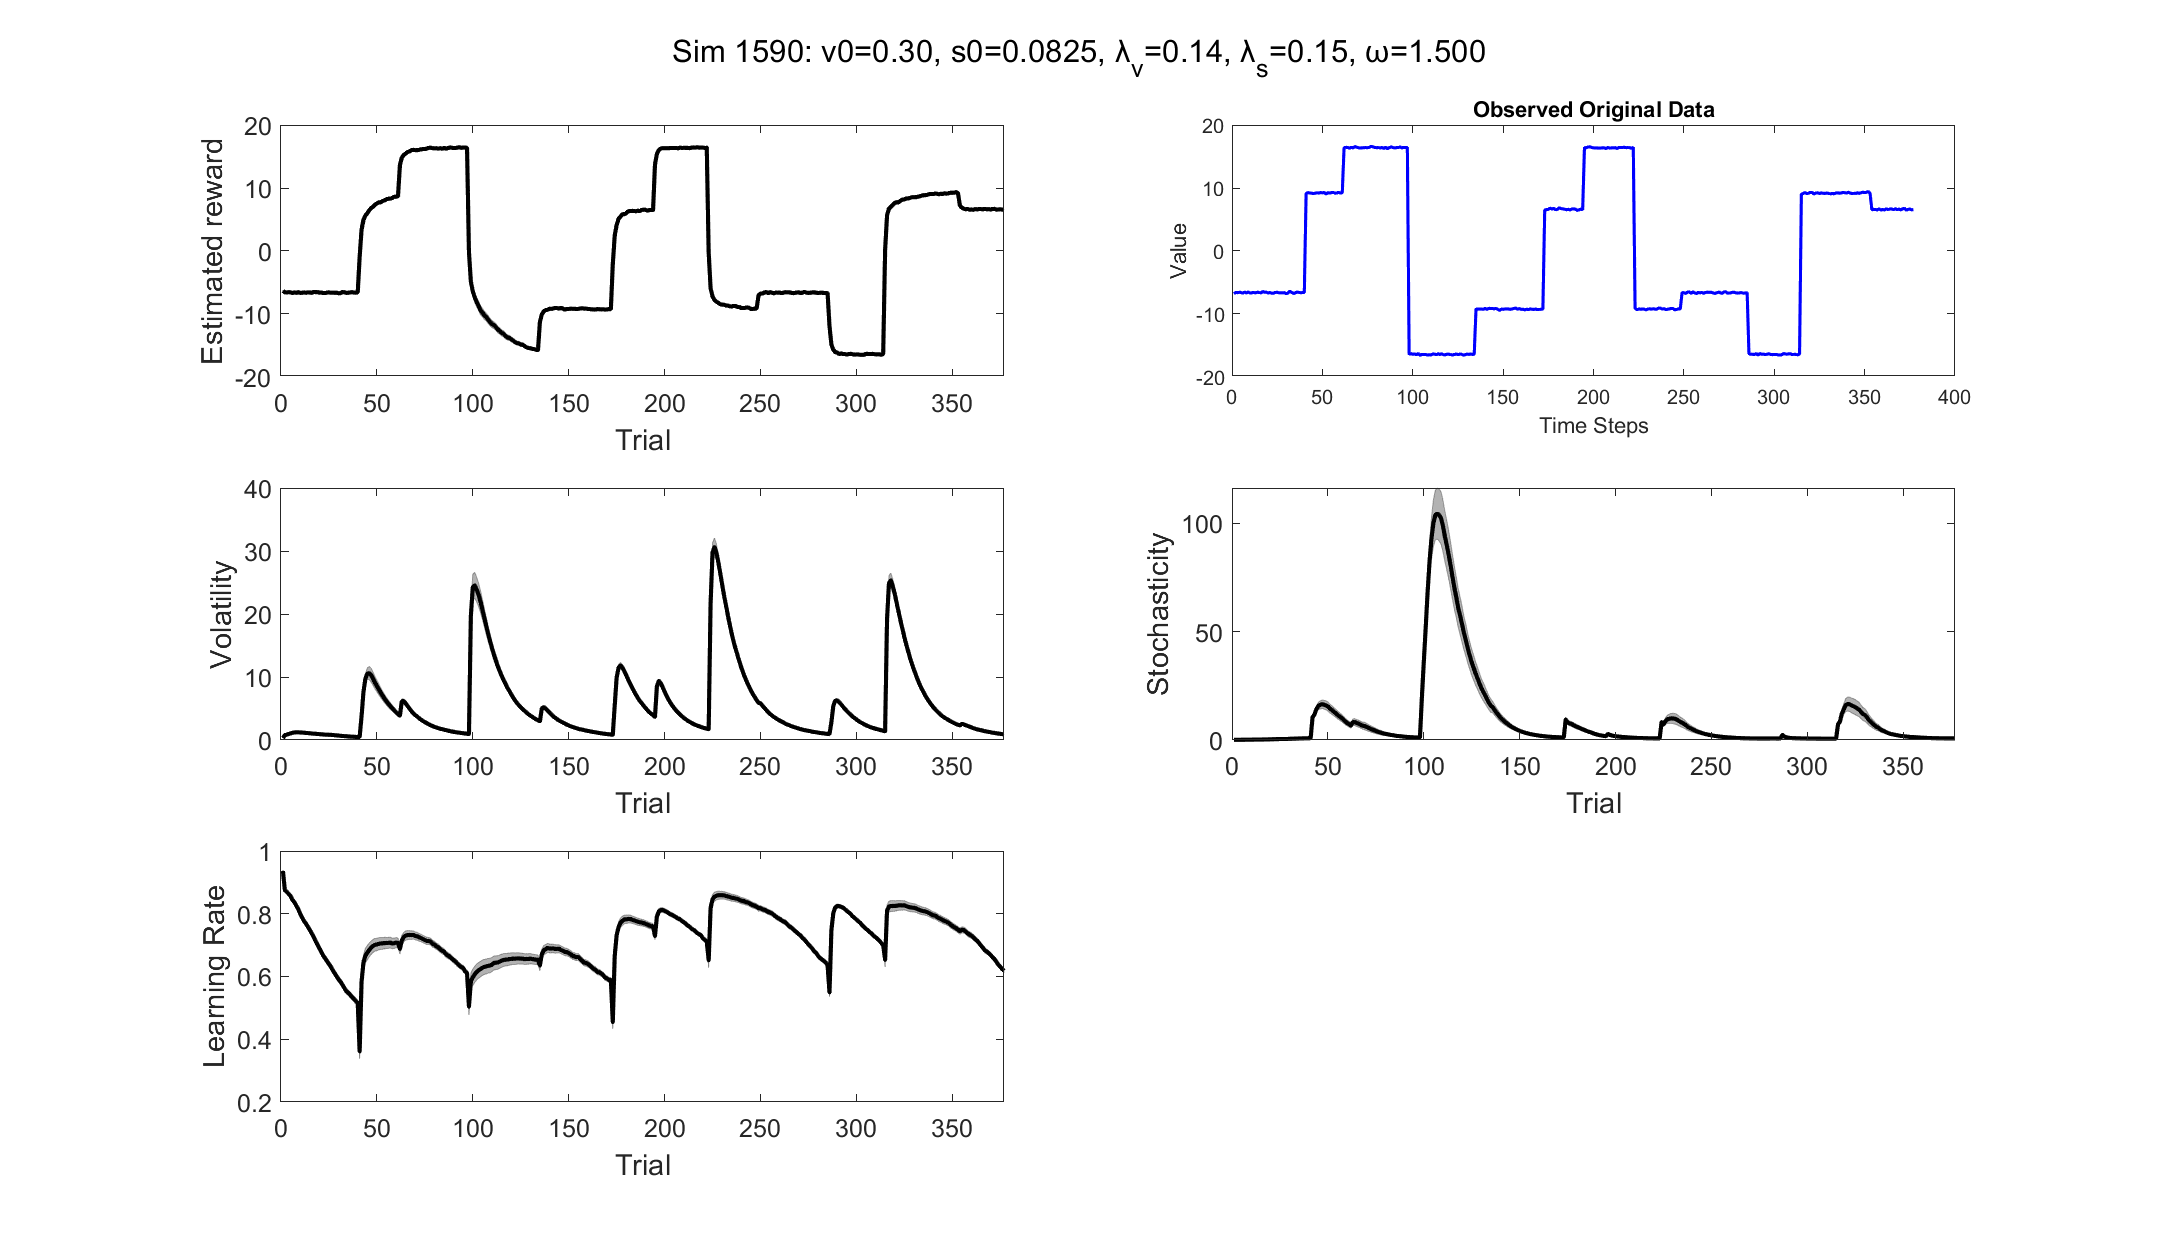 Sim 1590: v0=0.30, s0=0.0825, λ_v=0.14, λ_s=0.15, ω=1.500
Estimated reward
20
10
0
-10
-20
0 50 100 150 200 250 300 350
Trial
Observed Original Data
Value
20
10
0
-10
-20
0 50 100 150 200 250 300 350 400
Time Steps
Volatility
40
30
20
10
0
0 50 100 150 200 250 300 350
Trial
Stochasticity
100
50
0
0 50 100 150 200 250 300 350
Trial
Learning Rate
1
0.8
0.6
0.4
0.2
0 50 100 150 200 250 300 350
Trial